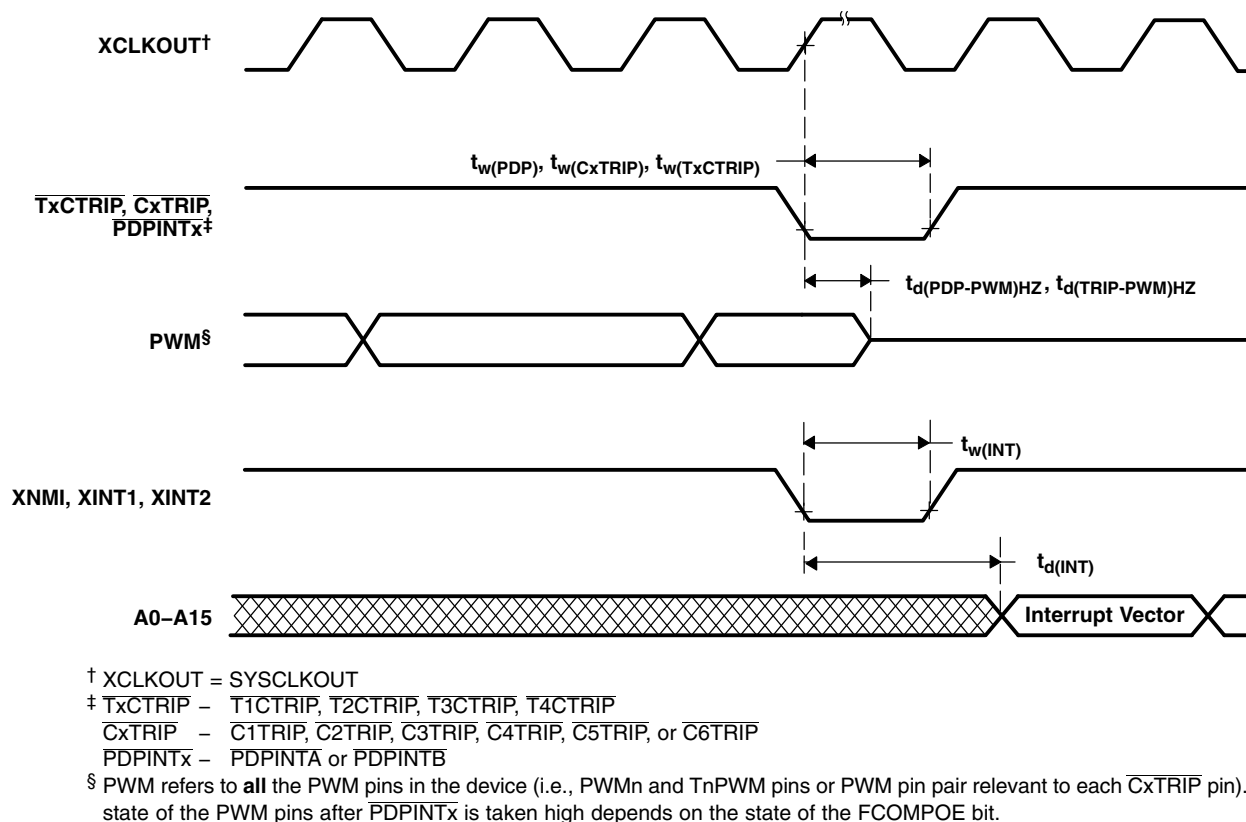 XCLKOUT†
tw(PDP), tw(CxTRIP), tw(TxCTRIP)
TxCTRIP, CxTRIP,
PDPINTx‡
td(PDP-PWM)HZ, td(TRIP-PWM)HZ
PWM§
tw(INT)
XNMI, XINT1, XINT2
td(INT)
A0–A15
Interrupt Vector
† XCLKOUT = SYSCLKOUT
‡ TxCTRIP – T1CTRIP, T2CTRIP, T3CTRIP, T4CTRIP
CxTRIP – C1TRIP, C2TRIP, C3TRIP, C4TRIP, C5TRIP, or C6TRIP
PDPINTx – PDPINTA or PDPINTB
§ PWM refers to all the PWM pins in the device (i.e., PWMn and TnPWM pins or PWM pin pair relevant to each CxTRIP pin).
state of the PWM pins after PDPINTx is taken high depends on the state of the FCOMPOE bit.